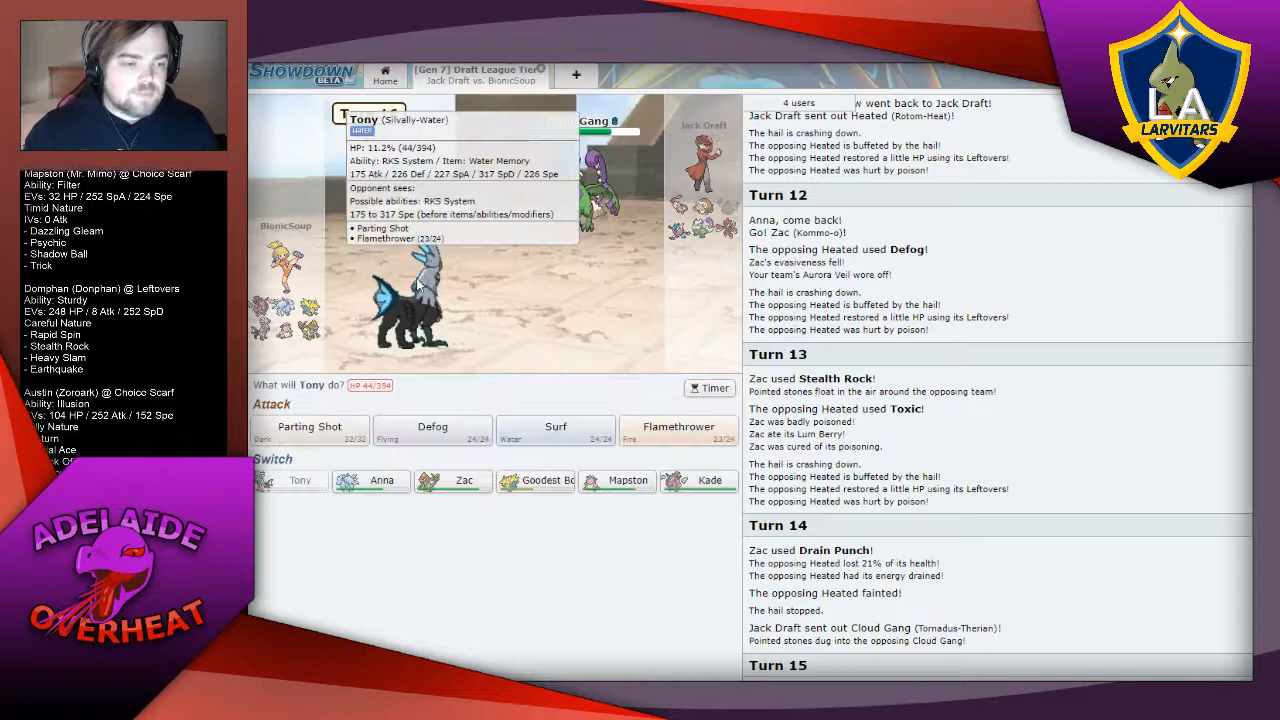 SHOWDOWN
BETA
Home
[Gen 7] Draft League Tier
Jack Draft vs. BionicSoup
+
LA
LARVITARS
4 users
w went back to Jack Draft!
Jack Draft sent out Heated (Rotom-Heat)!
The hail is crashing down.
The opposing Heated is buffeted by the hail!
The opposing Heated restored a little HP using its Leftovers!
The opposing Heated was hurt by poison!
Turn 12
Anna, come back!
Go! Zac (Kommo-o)!
The opposing Heated used Defog!
Zac's evasiveness fell!
Your team's Aurora Veil wore off!
The hail is crashing down.
The opposing Heated is buffeted by the hail!
The opposing Heated restored a little HP using its Leftovers!
The opposing Heated was hurt by poison!
Turn 13
Zac used Stealth Rock!
Pointed stones float in the air around the opposing team!
The opposing Heated used Toxic!
Zac was badly poisoned!
Zac ate its Lum Berry!
Zac was cured of its poisoning.
The hail is crashing down.
The opposing Heated is buffeted by the hail!
The opposing Heated restored a little HP using its Leftovers!
The opposing Heated was hurt by poison!
Turn 14
Zac used Drain Punch!
The opposing Heated lost 21% of its health!
The opposing Heated had its energy drained!
The opposing Heated fainted!
The hail stopped.
Jack Draft sent out Cloud Gang (Tornadus-Therian)!
Pointed stones dug into the opposing Cloud Gang!
Turn 15
Tony (Silvally-Water)
WATER
HP: 11.2% (44/394)
Ability: RKS System / Item: Water Memory
175 Atk / 226 Def / 227 SpA / 317 SpD / 226 Spe
Opponent sees:
Possible abilities: RKS System
175 to 317 Spe (before items/abilities/modifiers)
• Parting Shot
• Flamethrower (23/24)
Gang
Jack Draft
BionicSoup
What will Tony do? HP 44/394
Timer
Attack
Parting Shot
Dark 32/32
Defog
Flying 24/24
Surf
Water 24/24
Flamethrower
Fire 23/24
Switch
Tony
Anna
Zac
Goodest Bo
Mapston
Kade
Mapston (Mr. Mime) @ Choice Scarf
Ability: Filter
EVs: 32 HP / 252 SpA / 224 Spe
Timid Nature
IVs: 0 Atk
- Dazzling Gleam
- Psychic
- Shadow Ball
- Trick
Domphan (Donphan) @ Leftovers
Ability: Sturdy
EVs: 248 HP / 8 Atk / 252 SpD
Careful Nature
- Rapid Spin
- Stealth Rock
- Heavy Slam
- Earthquake
Austin (Zoroark) @ Choice Scarf
Ability: Illusion
EVs: 104 HP / 252 Atk / 152 Spe
lly Nature
turn
al Ace
ADELAIDE
OVERHEAT